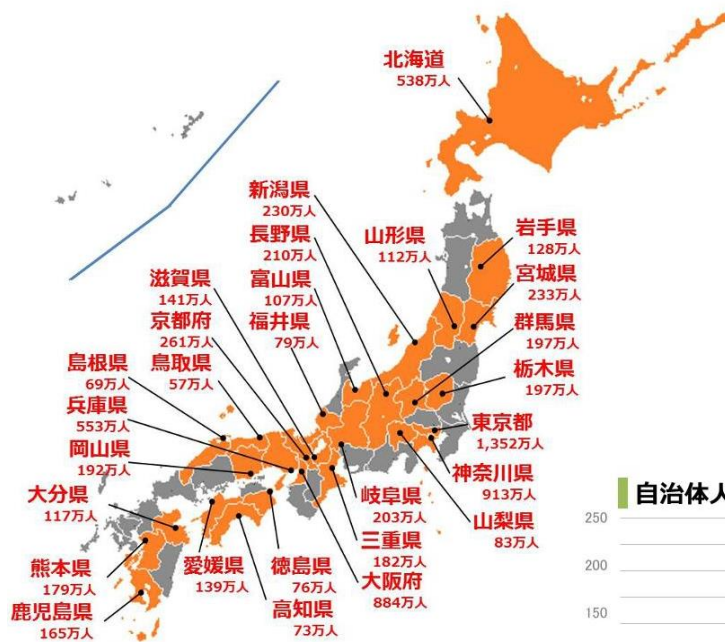 北海道
538万人
新潟県
230万人
長野県
210万人
山形県
112万人
岩手県
128万人
宮城県
233万人
滋賀県
141万人
富山県
107万人
京都府
261万人
福井県
79万人
群馬県
197万人
栃木県
197万人
島根県
69万人
鳥取県
57万人
兵庫県
553万人
東京都
1,352万人
岡山県
192万人
神奈川県
913万人
大分県
117万人
岐阜県
203万人
山梨県
83万人
三重県
182万人
熊本県
179万人
愛媛県
139万人
徳島県
76万人
大阪府
884万人
鹿児島県
165万人
高知県
73万人
自治体人
250
200
150